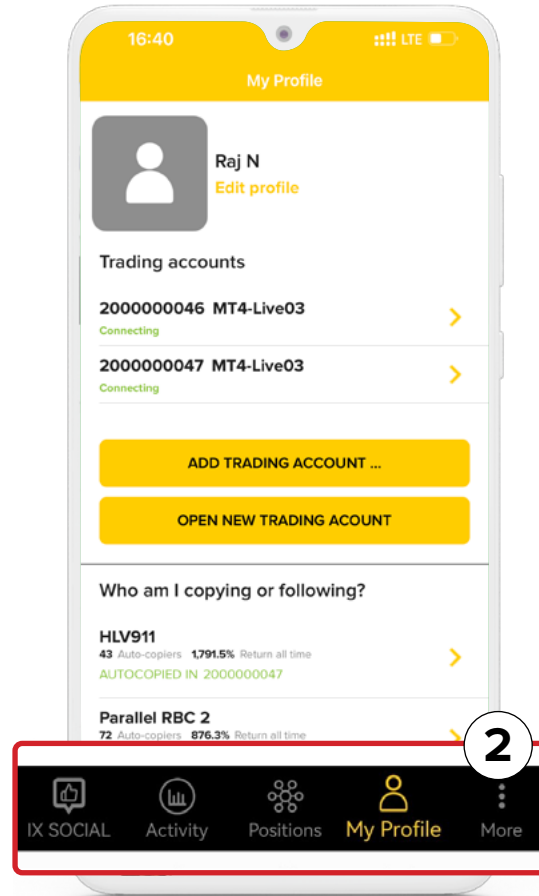 16:40 LTE
My Profile
Raj N
Edit profile
Trading accounts
2000000046 MT4-Live03
Connecting
2000000047 MT4-Live03
Connecting
ADD TRADING ACCOUNT ...
OPEN NEW TRADING ACOUNT
Who am I copying or following?
HLV911
43 Auto-copiers 1,791.5% Return all time
AUTOCOPIED IN 2000000047
Parallel RBC 2
72 Auto-copiers 876.3% Return all time
2
IX SOCIAL Activity Positions My Profile More